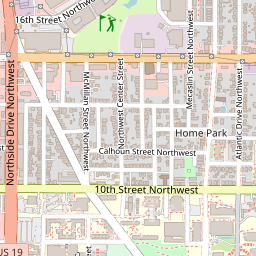 16th Street Northwest
Northside Drive Northwest
McMillan Street Northwest
Northwest Center Street
Mecaslin Street Northwest
Atlantic Drive Northwest
Home Park
Calhoun Street Northwest
10th Street Northwest
US 19